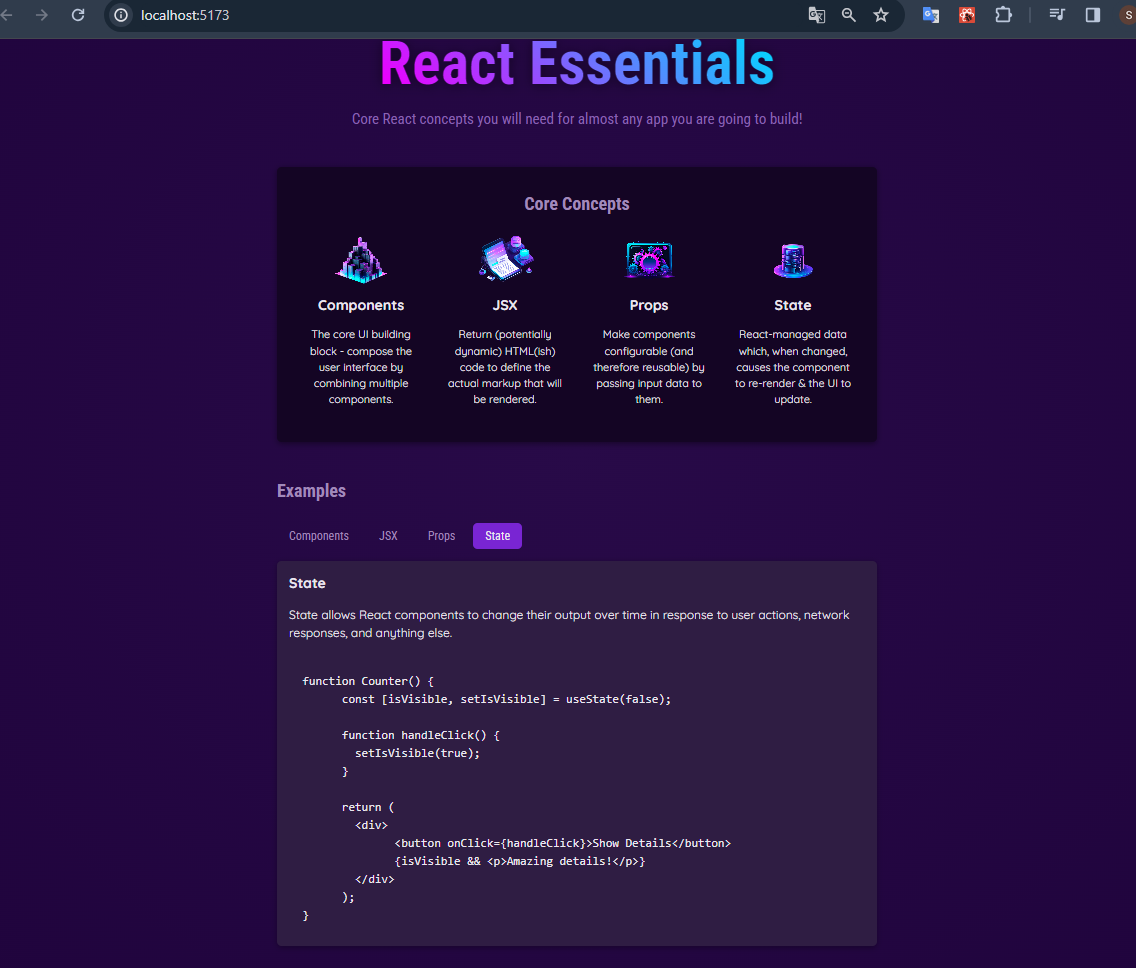 localhost:5173
S
React Essentials
Core React concepts you will need for almost any app you are going to build!
Core Concepts
Components
The core UI building
block - compose the
user interface by
combining multiple
components.
JSX
Return (potentially
dynamic) HTML(ish)
code to define the
actual markup that will
be rendered.
Props
Make components
configurable (and
therefore reusable) by
passing input data to
them.
State
React-managed data
which, when changed,
causes the component
to re-render & the UI to
update.
Examples
Components JSX Props State
State
State allows React components to change their output over time in response to user actions, network
responses, and anything else.
function Counter() {
const [isVisible, setIsVisible] = useState(false);
function handleClick() {
setIsVisible(true);
}
return (
<div>
<button onClick={handleClick}>Show Details</button>
{isVisible && <p>Amazing details!</p>}
</div>
);
}